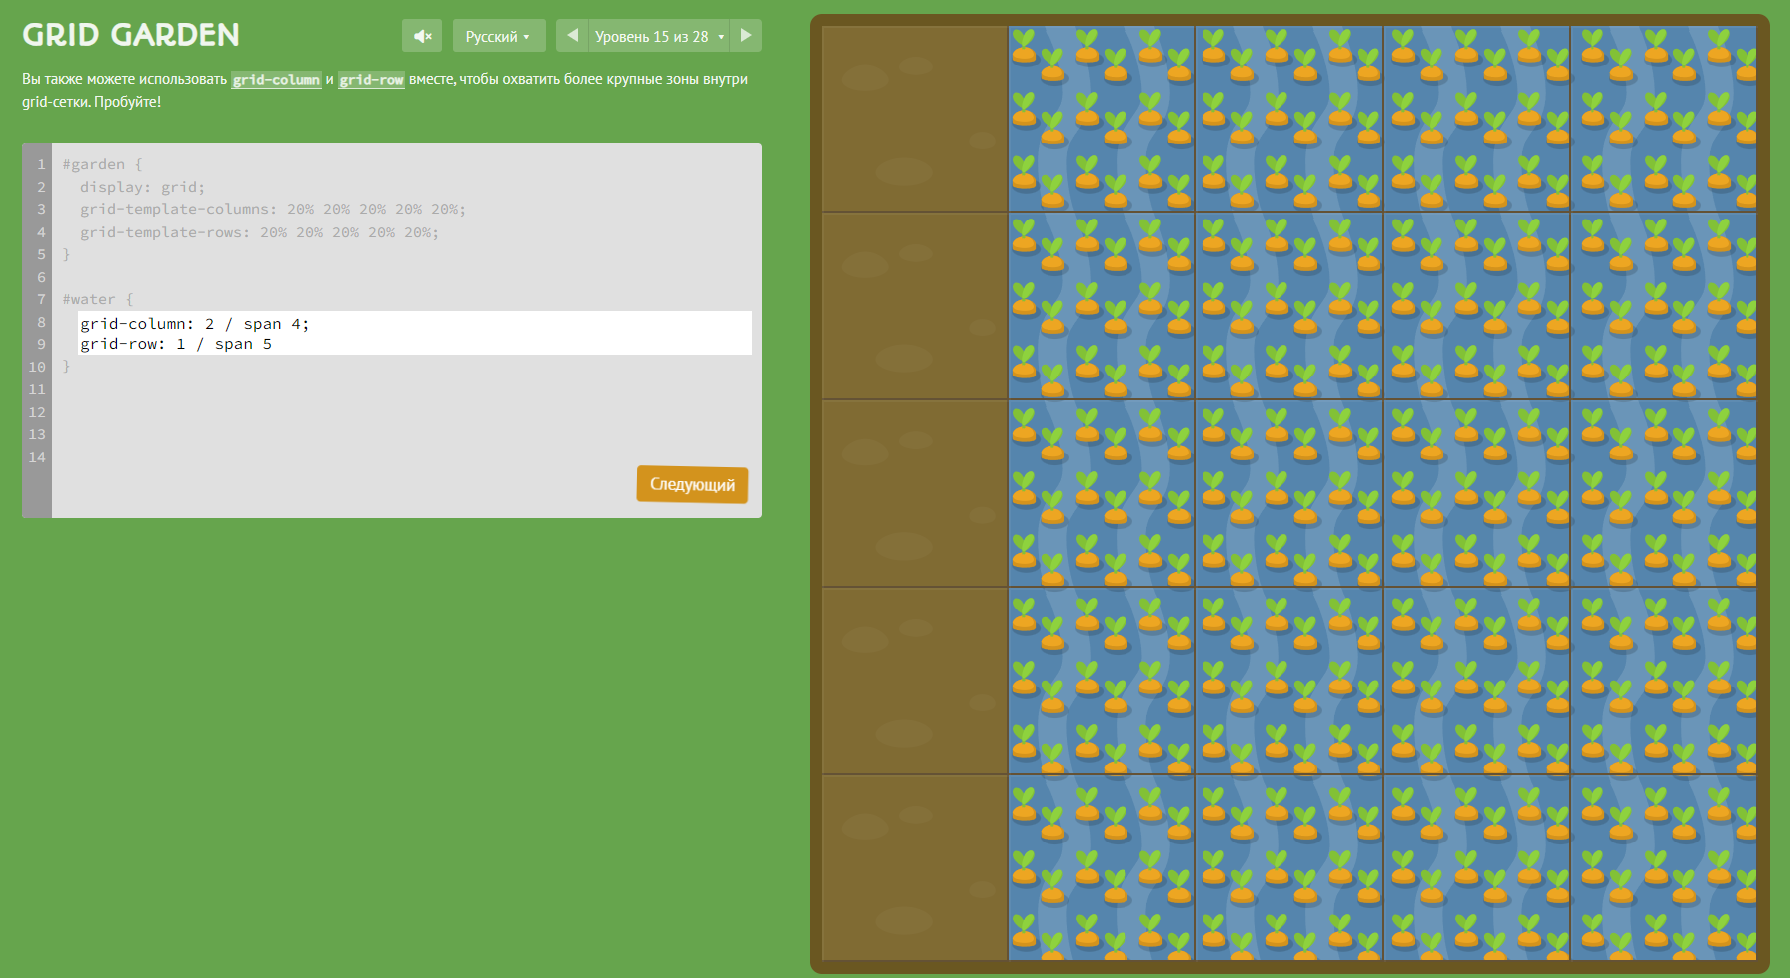 GRID GARDEN
Русский
Уровень 15 из 28
Вы также можете использовать grid-column и grid-row вместе, чтобы охватить более крупные зоны внутри
grid-сетки. Пробуйте!
1 #garden {
2 display: grid;
3 grid-template-columns: 20% 20% 20% 20% 20%;
4 grid-template-rows: 20% 20% 20% 20% 20%;
5 }
6
7 #water {
8 grid-column: 2 / span 4;
9 grid-row: 1 / span 5
10 }
11
12
13
14
Следующий